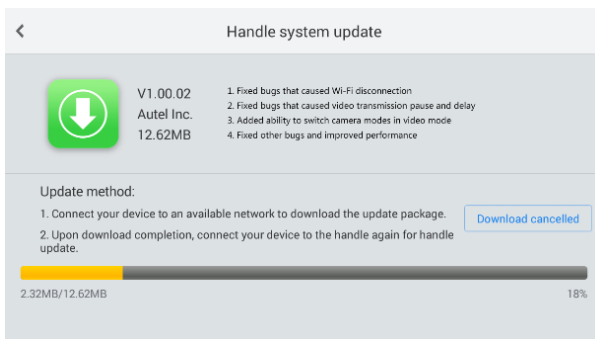 Handle system update
V1.00.02
Autel Inc.
12.62MB
1. Fixed bugs that caused Wi-Fi disconnection
2. Fixed bugs that caused video transmission pause and delay
3. Added ability to switch camera modes in video mode
4. Fixed other bugs and improved performance
Update method:
1. Connect your device to an available network to download the update package.
2. Upon download completion, connect your device to the handle again for handle
update.
Download cancelled
2.32MB/12.62MB
18%